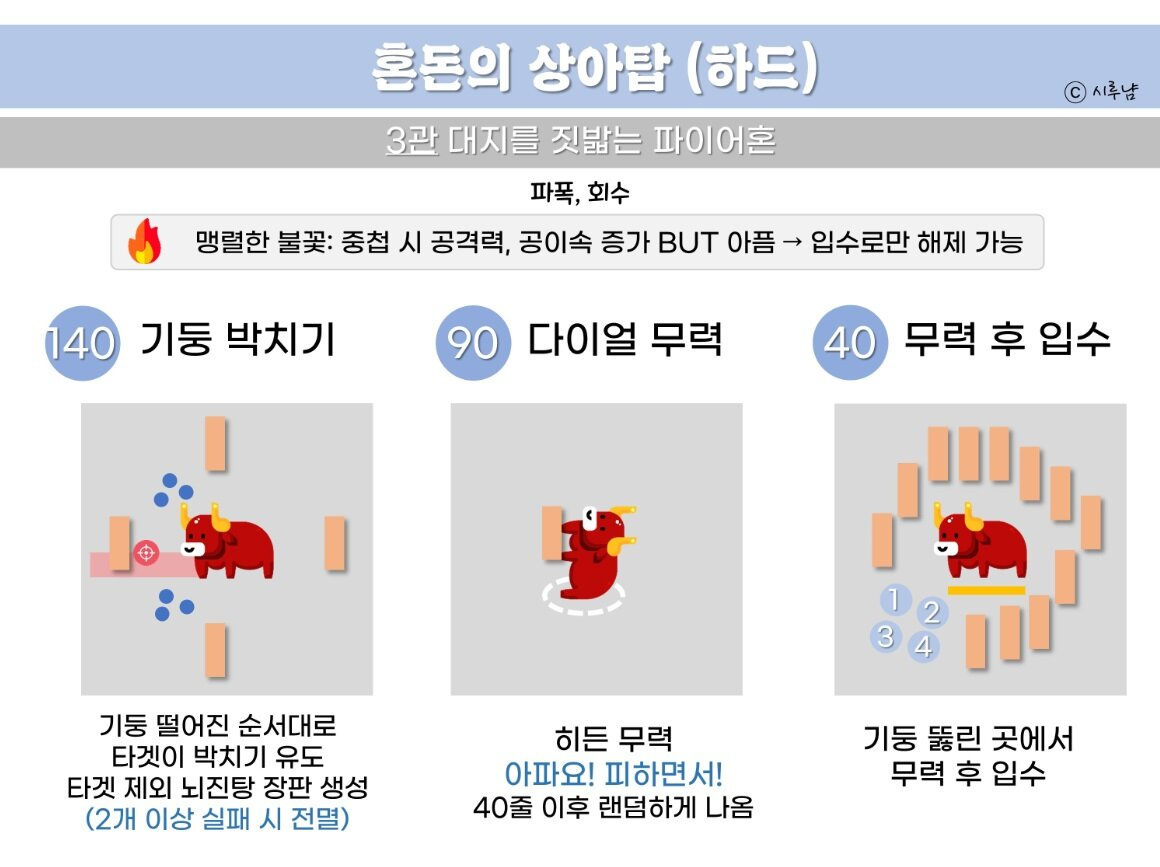 혼돈의 상아탑 (하드)
ⓒ 시루냠
3관 대지를 짓밟는 파이어혼
파폭, 회수
맹렬한 불꽃: 중첩 시 공격력, 공이속 증가 BUT 아픔 → 입수로만 해제 가능
140 기둥 박치기
90 다이얼 무력
40 무력 후 입수
1
2
3
4
기둥 떨어진 순서대로
타겟이 박치기 유도
타겟 제외 뇌진탕 장판 생성
(2개 이상 실패 시 전멸)
히든 무력
아파요! 피하면서!
40줄 이후 랜덤하게 나옴
기둥 뚫린 곳에서
무력 후 입수